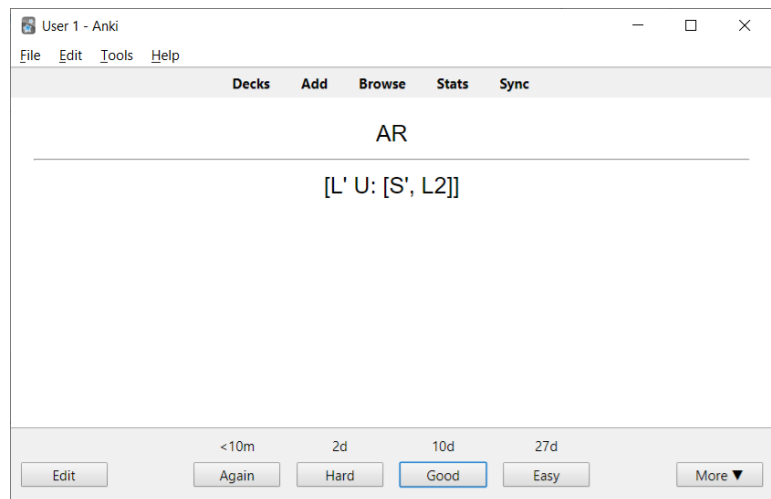 User 1 - Anki
File Edit Tools Help
Decks Add Browse Stats Sync
AR
[L' U: [S', L2]]
<10m 2d 10d 27d
Edit Again Hard Good Easy More ▼